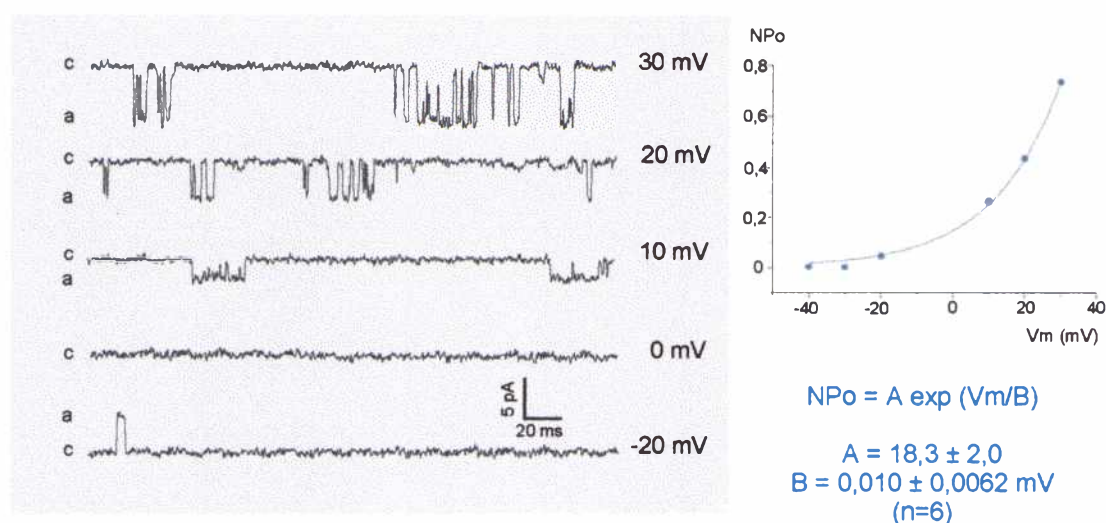 c
a
30 mV
c
a
20 mV
c
a
10 mV
c
0 mV
a
c
-20 mV
5 pA
20 ms
NPo
0,8
0,6
0,4
0,2
0
-40 -20 0 20 40
Vm (mV)
NPo = A exp (Vm/B)
A = 18,3 ± 2,0
B = 0,010 ± 0,0062 mV
(n=6)